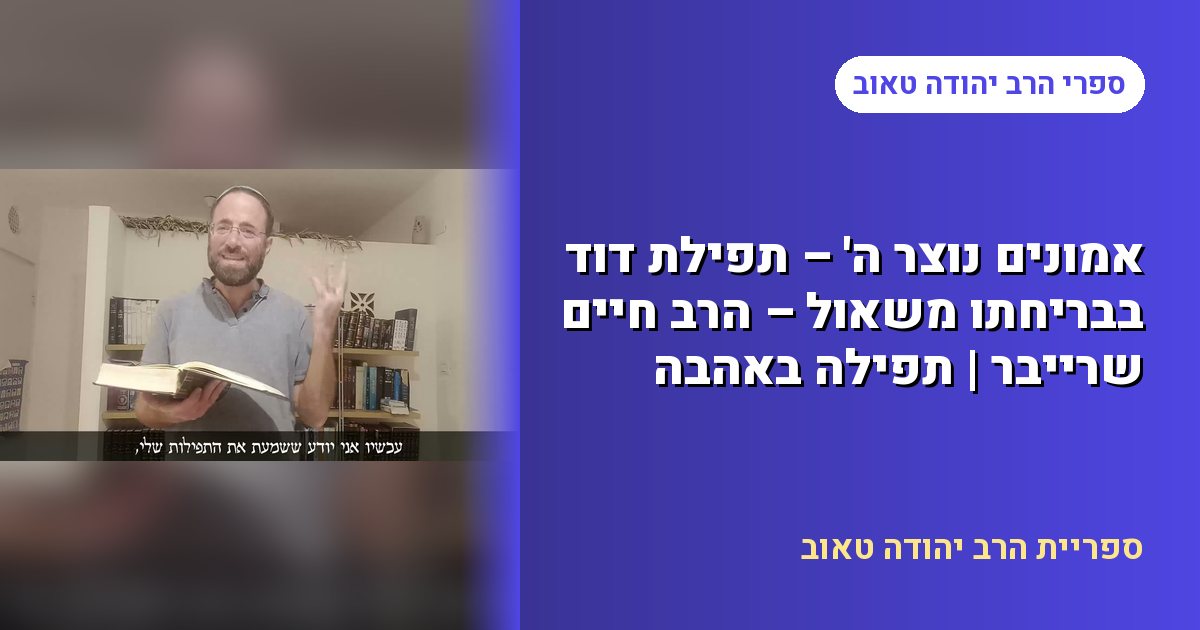 ספרי הרב יהודה טאוב
אמונים נוצר ה' – תפילת דוד
בבריחתו משאול – הרב חיים
שרייבר | תפילה באהבה
ספריית הרב יהודה טאוב
עכשיו אני יודע ששמעת את התפילות שלי,